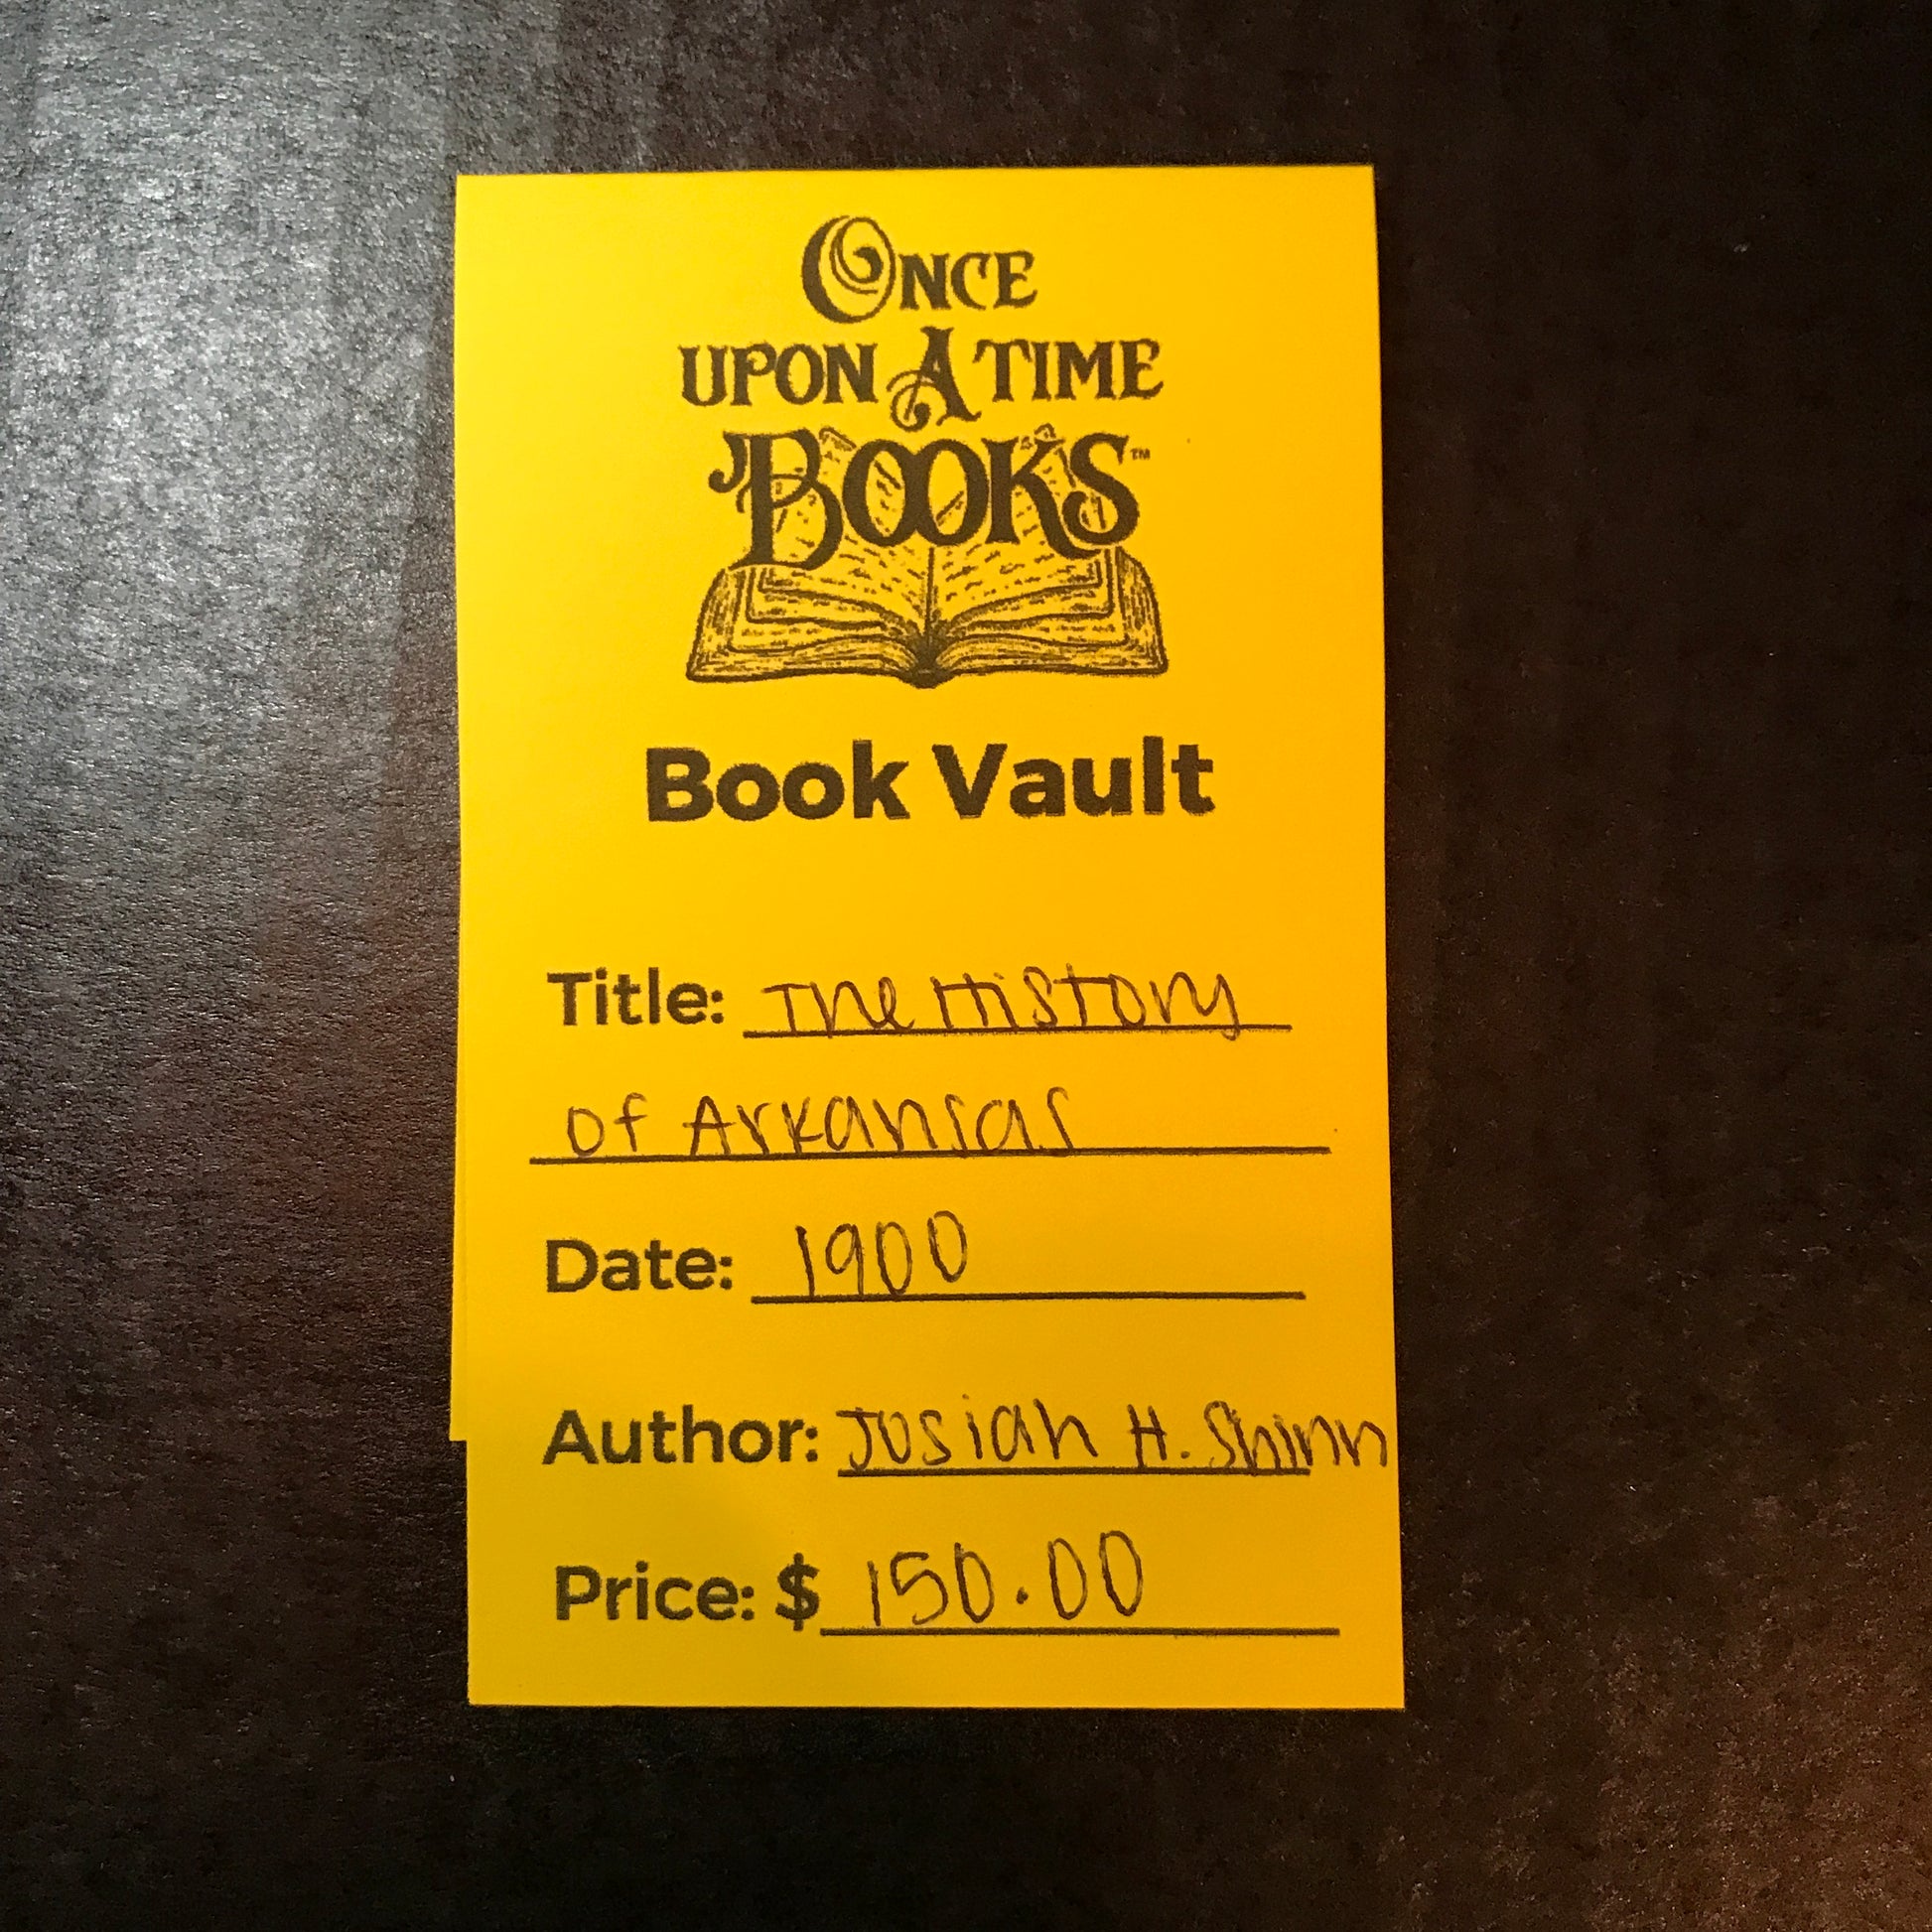 ONCE
UPON A TIME
BOOKS™
Book Vault
Title: The History
of Arkansas
Date: 1900
Author: Josiah H. Shinn
Price: $ 150.00